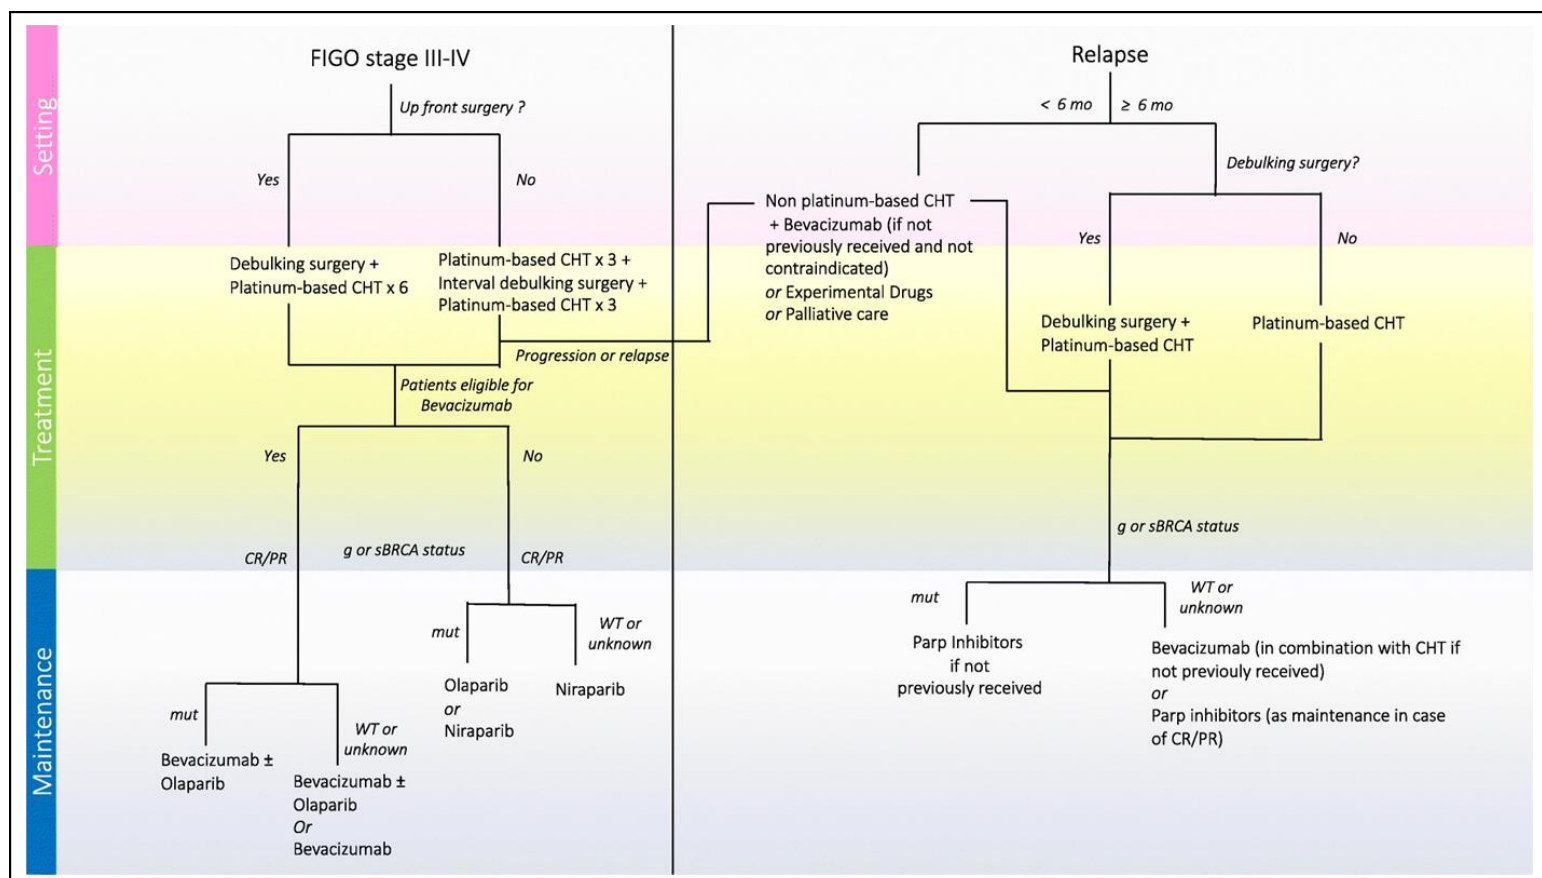 Setting
Treatment
Maintenance
FIGO stage III-IV
Up front surgery ?
Yes
No
Debulking surgery +
Platinum-based CHT x 6
Platinum-based CHT x 3 +
Interval debulking surgery +
Platinum-based CHT x 3
Progression or relapse
Patients eligible for
Bevacizumab
Yes
No
CR/PR
g or sBRCA status
CR/PR
mut
WT or
unknown
Olaparib
or
Niraparib
Niraparib
mut
WT or
unknown
Bevacizumab ±
Olaparib
Bevacizumab ±
Olaparib
Or
Bevacizumab
Relapse
< 6 mo
≥ 6 mo
Debulking surgery?
Non platinum-based CHT
+ Bevacizumab (if not
previously received and not
contraindicated)
or Experimental Drugs
or Palliative care
Yes
No
Debulking surgery +
Platinum-based CHT
Platinum-based CHT
g or sBRCA status
mut
WT or
unknown
Parp Inhibitors
if not
previously received
Bevacizumab (in combination with CHT if
not previouly received)
or
Parp inhibitors (as maintenance in case
of CR/PR)